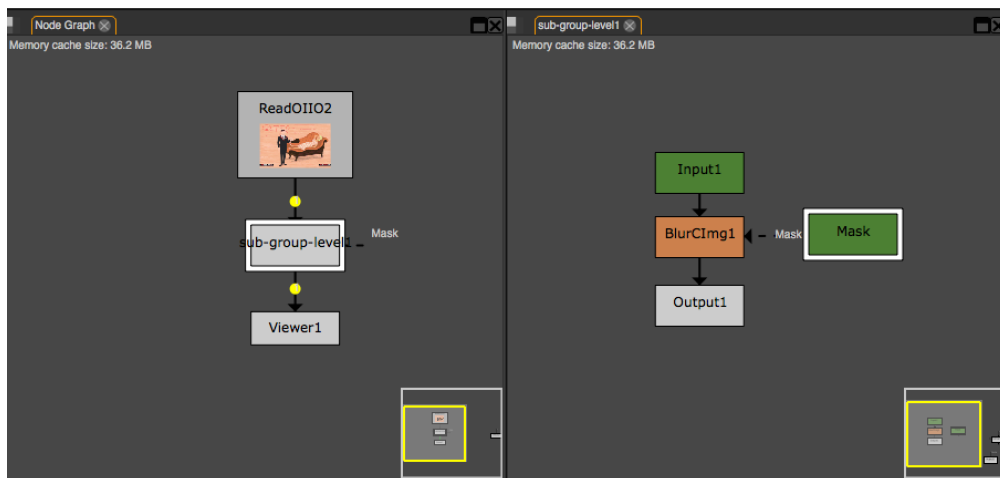 Node Graph
Memory cache size: 36.2 MB
ReadOIIO2
sub-group-level1
Mask
Viewer1
sub-group-level1
Memory cache size: 36.2 MB
Input1
BlurCImg1
Mask
Mask
Output1